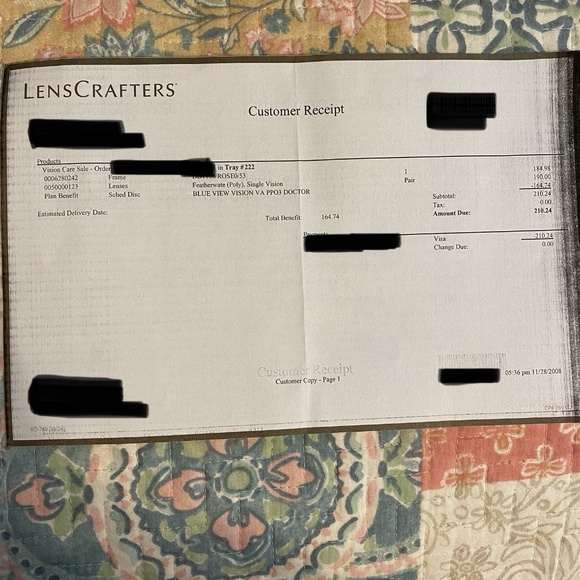 LENSCRAFTERS
Customer Receipt
Products
Vision Care Sale - Order in Tray #222
0006780242 Frame ROSE0/53 1 184.98
0050000123 Lenses Featherwate (Poly), Single Vision Pair 190.00
Plan Benefit Sched Disc BLUE VIEW VISION VA PPO3 DOCTOR -164.74
Subtotal: 210.24
Tax: 0.00
Estimated Delivery Date: Total Benefit: 164.74 Amount Due: 210.24
Visa -210.24
Change Due: 0.00
Customer Receipt
Customer Copy - Page 1
05:36 pm 11/28/2008